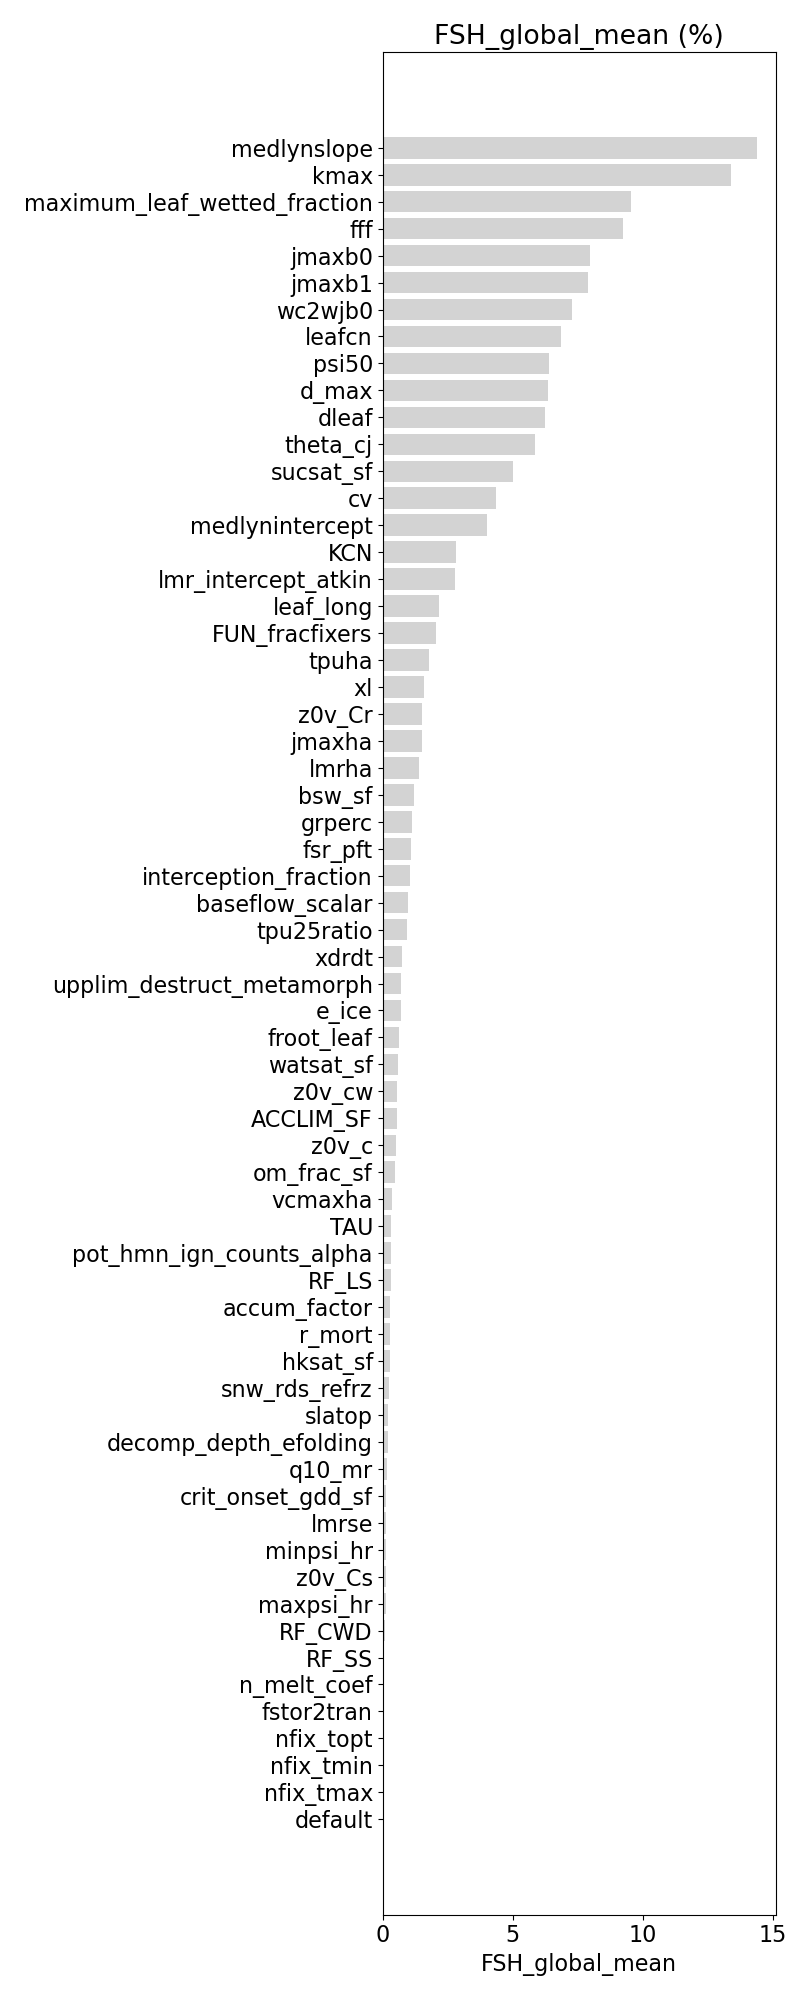 FSH_global_mean (%)
medlynslope
kmax
maximum_leaf_wetted_fraction
fff
jmaxb0
jmaxb1
wc2wjb0
leafcn
psi50
d_max
dleaf
theta_cj
sucsat_sf
cv
medlynintercept
KCN
lmr_intercept_atkin
leaf_long
FUN_fracfixers
tpuha
xl
z0v_Cr
jmaxha
lmrha
bsw_sf
grperc
fsr_pft
interception_fraction
baseflow_scalar
tpu25ratio
xdrdt
upplim_destruct_metamorph
e_ice
froot_leaf
watsat_sf
z0v_cw
ACCLIM_SF
z0v_c
om_frac_sf
vcmaxha
TAU
pot_hmn_ign_counts_alpha
RF_LS
accum_factor
r_mort
hksat_sf
snw_rds_refrz
slatop
decomp_depth_efolding
q10_mr
crit_onset_gdd_sf
lmrse
minpsi_hr
z0v_Cs
maxpsi_hr
RF_CWD
RF_SS
n_melt_coef
fstor2tran
nfix_topt
nfix_tmin
nfix_tmax
default
0 5 10 15
FSH_global_mean